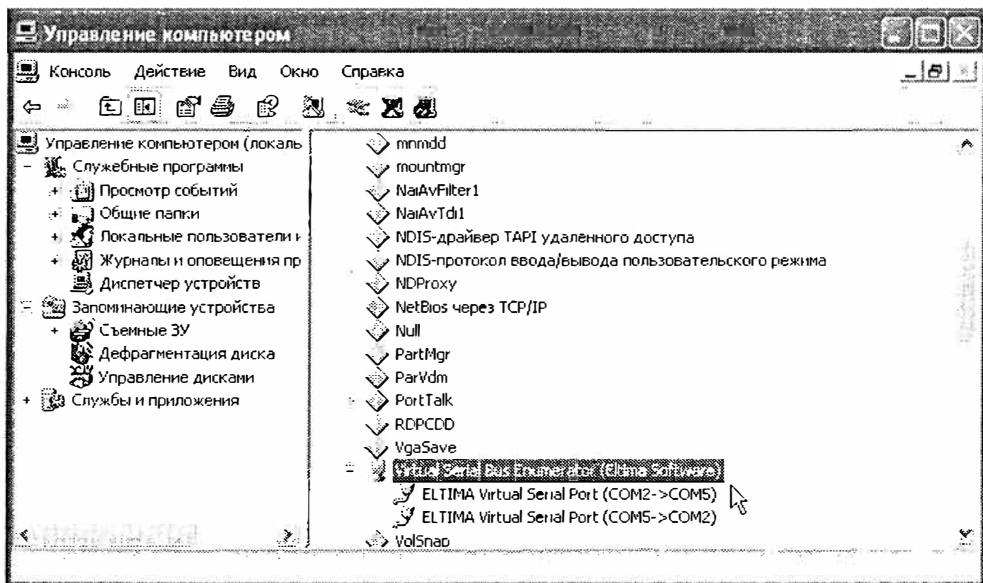 Управление компьютером
Консоль Действие Вид Окно Справка
Управление компьютером (локаль
Служебные программы
Просмотр событий
Общие папки
Локальные пользователи и
Журналы и оповещения пр
Диспетчер устройств
Запоминающие устройства
Съемные ЗУ
Дефрагментация диска
Управление дисками
Службы и приложения
mnmdd
mountmgr
NaiAvFilter1
NaiAvTdi1
NDIS-драйвер TAPI удаленного доступа
NDIS-протокол ввода/вывода пользовательского режима
NDProxy
NetBios через TCP/IP
Null
PartMgr
ParVdm
PortTalk
RDPCDD
VgaSave
Virtual Serial Bus Enumerator (Eltima Software)
ELTIMA Virtual Serial Port (COM2->COM5)
ELTIMA Virtual Serial Port (COM5->COM2)
VolSnap